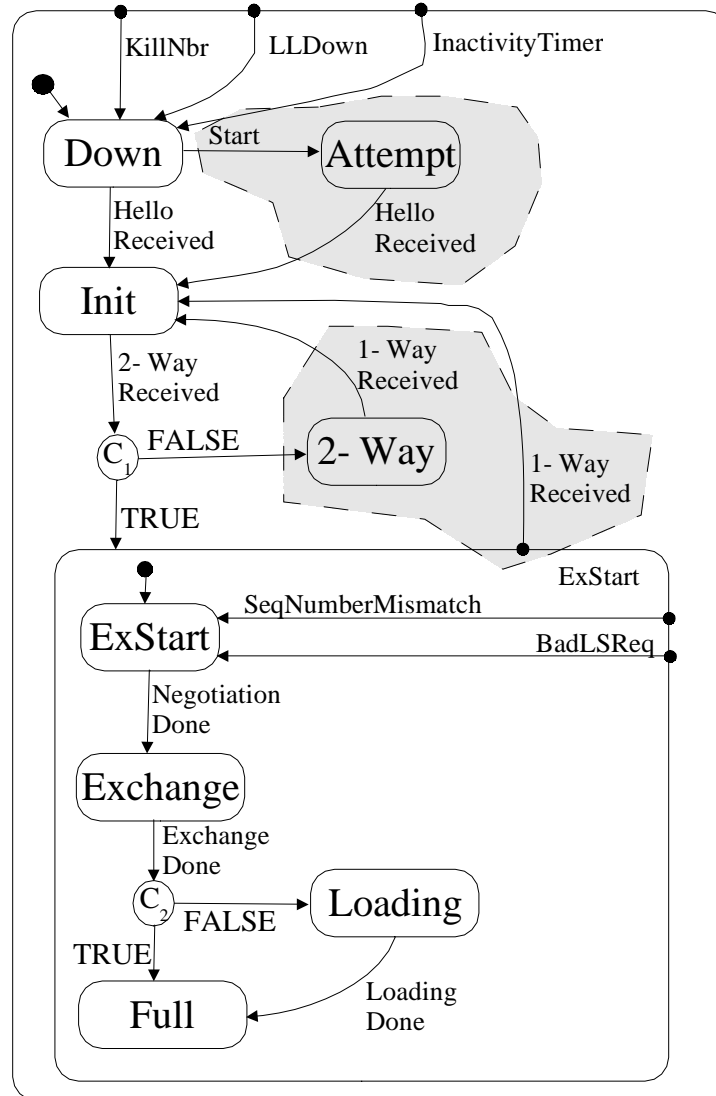 KillNbr
LLDown
InactivityTimer
Down
Start
Attempt
Hello
Received
Hello
Received
Init
2- Way
Received
1- Way
Received
C1
FALSE
2- Way
1- Way
Received
TRUE
ExStart
SeqNumberMismatch
ExStart
BadLSReq
Negotiation
Done
Exchange
Exchange
Done
C2
FALSE
Loading
TRUE
Full
Loading
Done